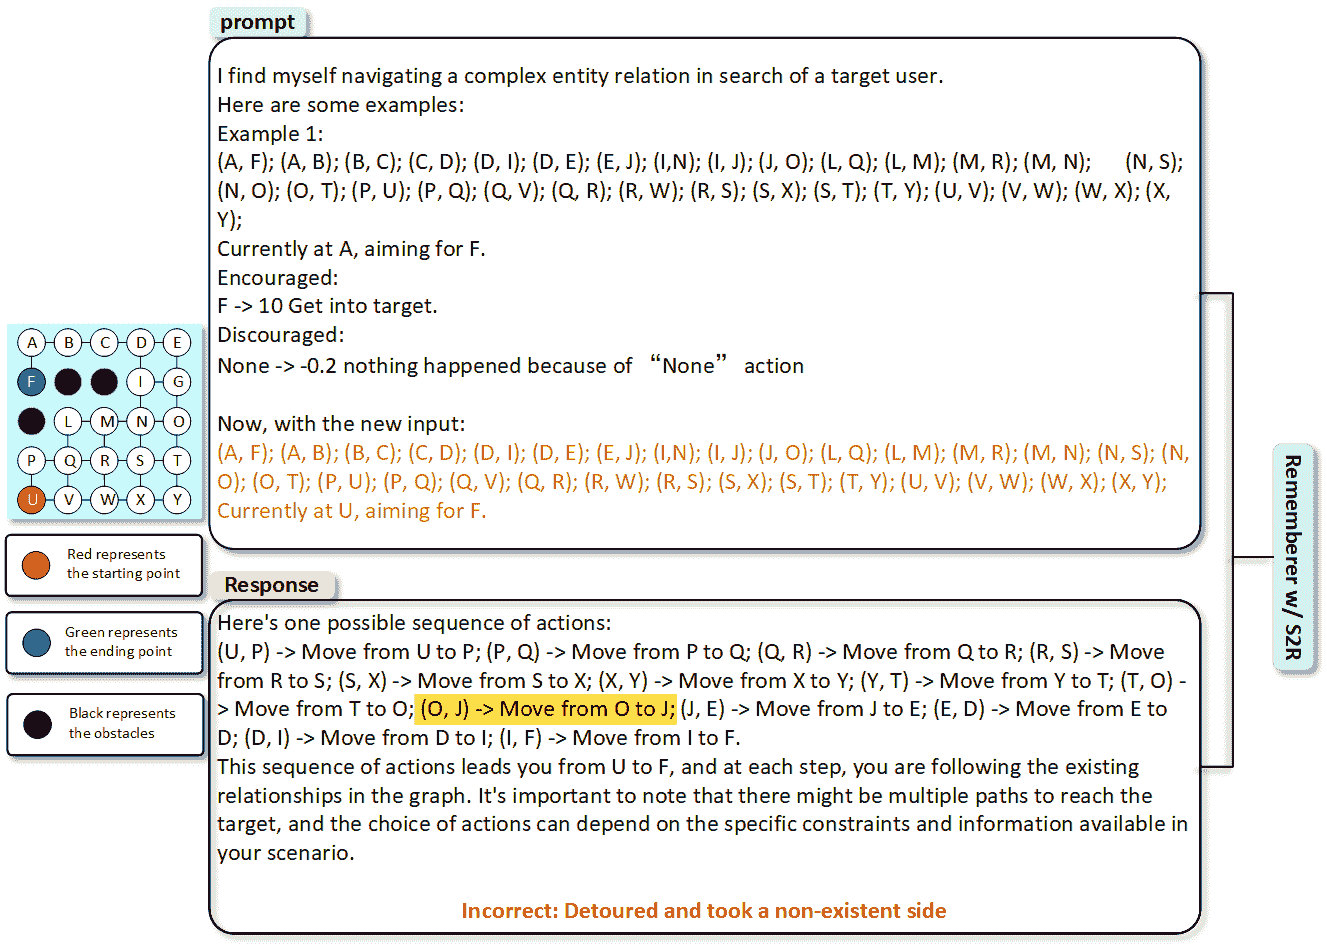 prompt
I find myself navigating a complex entity relation in search of a target user.
Here are some examples:
Example 1:
(A, F); (A, B); (B, C); (C, D); (D, I); (D, E); (E, J); (I,N); (I, J); (J, O); (L, Q); (L, M); (M, R); (M, N); (N, S);
(N, O); (O, T); (P, U); (P, Q); (Q, V); (Q, R); (R, W); (R, S); (S, X); (S, T); (T, Y); (U, V); (V, W); (W, X); (X,
Y);
Currently at A, aiming for F.
Encouraged:
F -> 10 Get into target.
Discouraged:
None -> -0.2 nothing happened because of “None” action
Now, with the new input:
(A, F); (A, B); (B, C); (C, D); (D, I); (D, E); (E, J); (I,N); (I, J); (J, O); (L, Q); (L, M); (M, R); (M, N); (N, S); (N,
O); (O, T); (P, U); (P, Q); (Q, V); (Q, R); (R, W); (R, S); (S, X); (S, T); (T, Y); (U, V); (V, W); (W, X); (X, Y);
Currently at U, aiming for F.
A B C D E
F I G
L M N O
P Q R S T
U V W X Y
Red represents
the starting point
Green represents
the ending point
Black represents
the obstacles
Response
Here's one possible sequence of actions:
(U, P) -> Move from U to P; (P, Q) -> Move from P to Q; (Q, R) -> Move from Q to R; (R, S) -> Move
from R to S; (S, X) -> Move from S to X; (X, Y) -> Move from X to Y; (Y, T) -> Move from Y to T; (T, O) -
> Move from T to O; (O, J) -> Move from O to J; (J, E) -> Move from J to E; (E, D) -> Move from E to
D; (D, I) -> Move from D to I; (I, F) -> Move from I to F.
This sequence of actions leads you from U to F, and at each step, you are following the existing
relationships in the graph. It's important to note that there might be multiple paths to reach the
target, and the choice of actions can depend on the specific constraints and information available in
your scenario.
Incorrect: Detoured and took a non-existent side
Rememberer w/ S2R